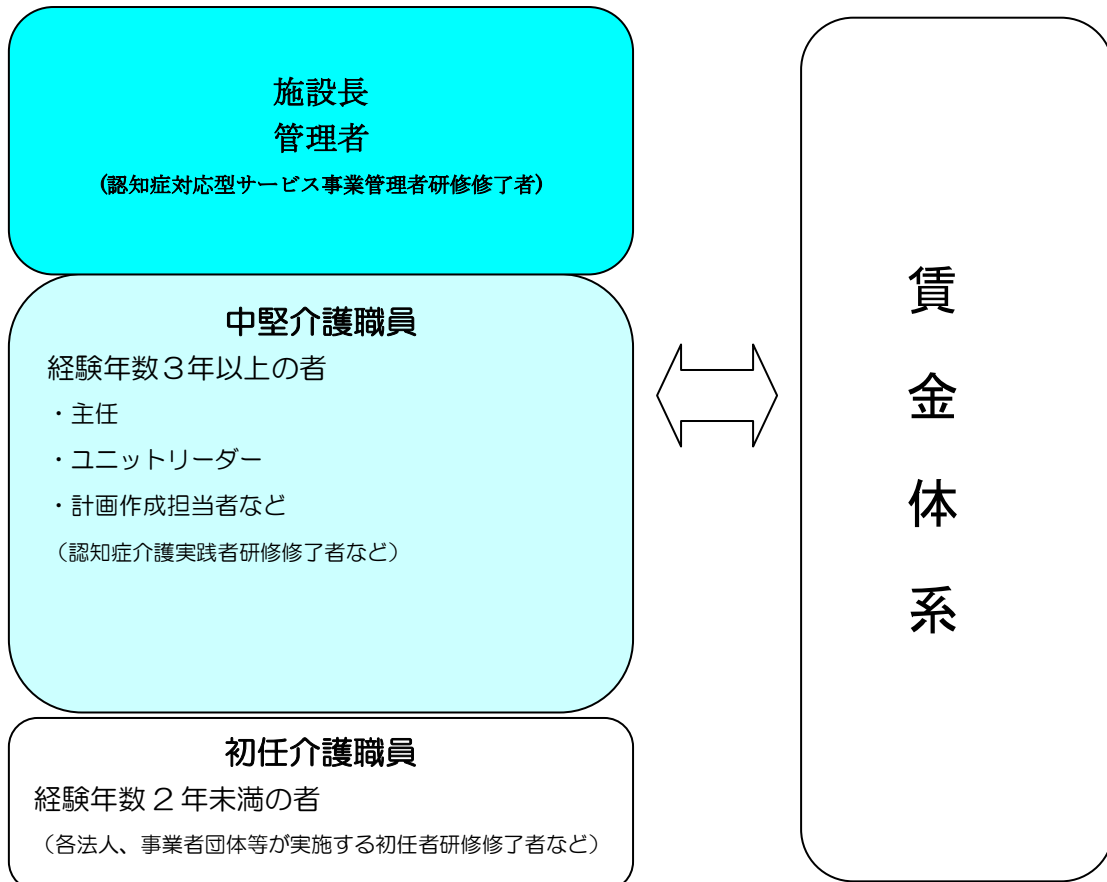 施設長
管理者
(認知症対応型サービス事業管理者研修修了者)
中堅介護職員
経験年数３年以上の者
・主任
・ユニットリーダー
・計画作成担当者など
（認知症介護実践者研修修了者など）
初任介護職員
経験年数２年未満の者
（各法人、事業者団体等が実施する初任者研修修了者など）
賃
金
体
系